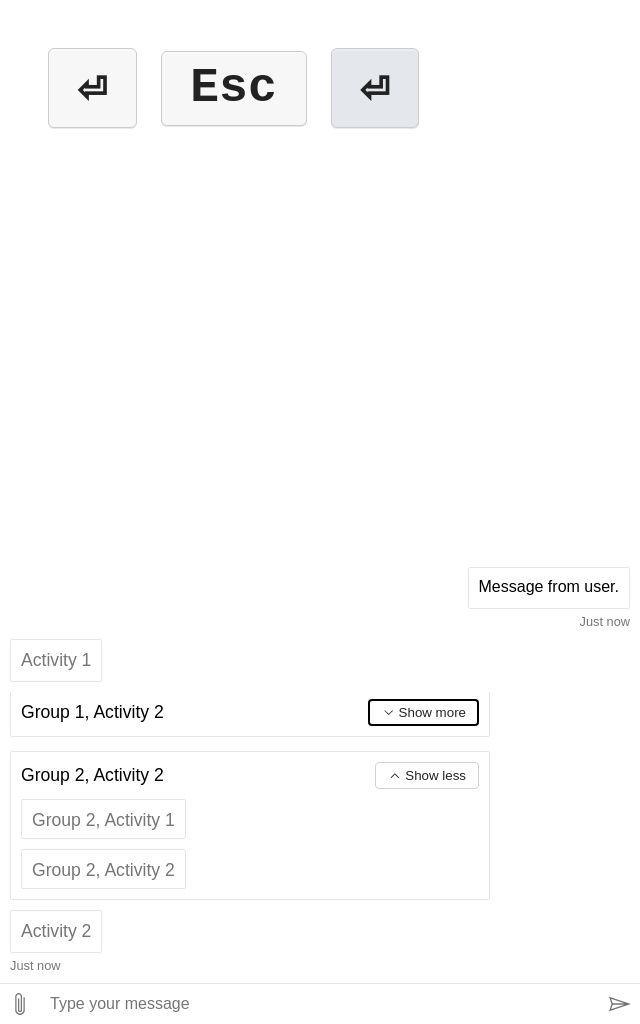 ⏎ Esc ⏎
Message from user.
Just now
Activity 1
Group 1, Activity 2 Show more
Group 2, Activity 2 Show less
Group 2, Activity 1
Group 2, Activity 2
Activity 2
Just now
Type your message